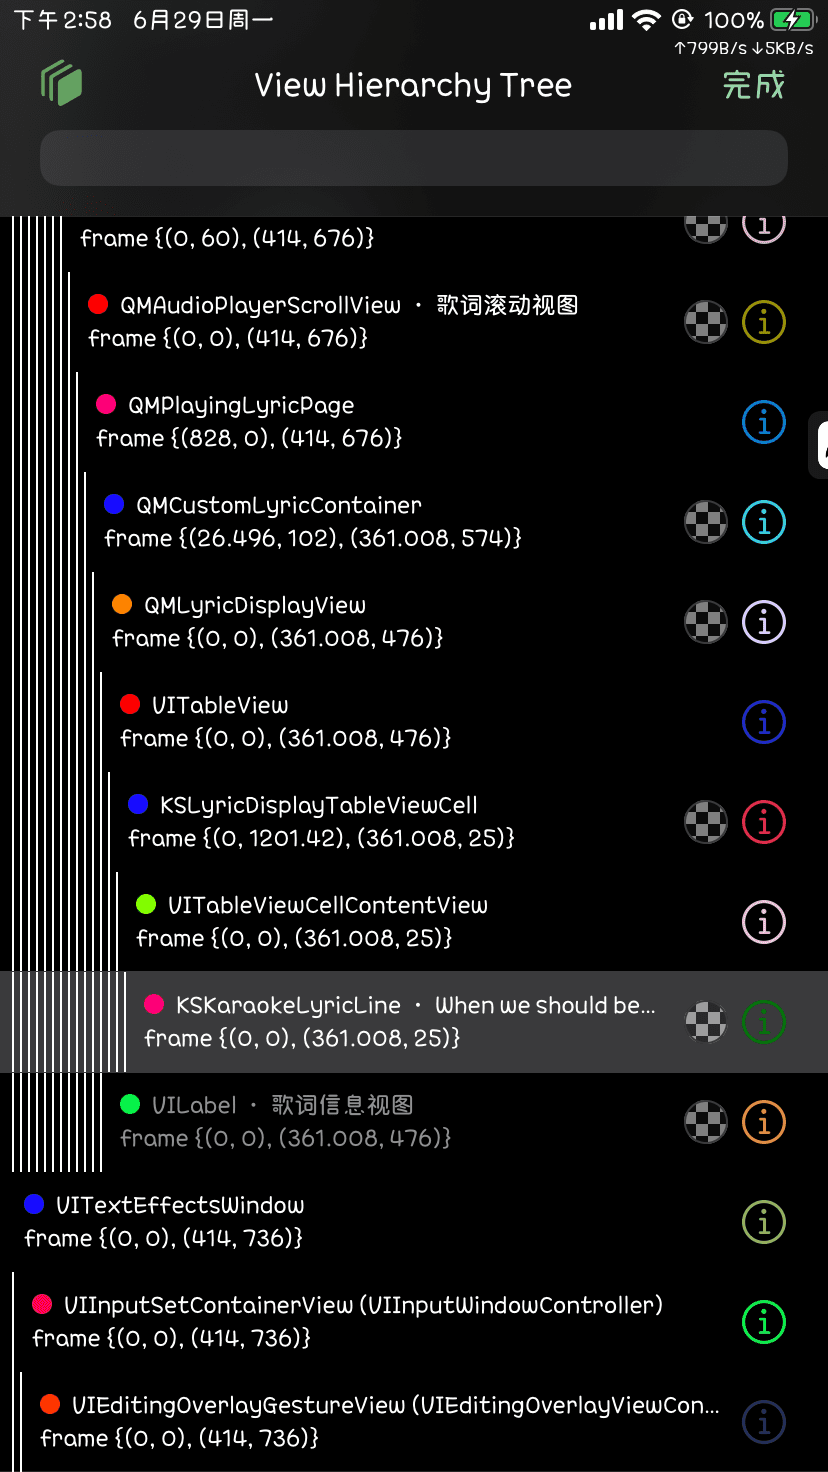 下午2:58 6月29日周一 100%
↑799B/s↓5KB/s
View Hierarchy Tree 完成
frame {(0, 60), (414, 676)}
QMAudioPlayerScrollView · 歌词滚动视图
frame {(0, 0), (414, 676)}
QMPlayingLyricPage
frame {(828, 0), (414, 676)}
QMCustomLyricContainer
frame {(26.496, 102), (361.008, 574)}
QMLyricDisplayView
frame {(0, 0), (361.008, 476)}
UITableView
frame {(0, 0), (361.008, 476)}
KSLyricDisplayTableViewCell
frame {(0, 1201.42), (361.008, 25)}
UITableViewCellContentView
frame {(0, 0), (361.008, 25)}
KSKaraokeLyricLine · When we should be...
frame {(0, 0), (361.008, 25)}
UILabel · 歌词信息视图
frame {(0, 0), (361.008, 476)}
UITextEffectsWindow
frame {(0, 0), (414, 736)}
UIInputSetContainerView (UIInputWindowController)
frame {(0, 0), (414, 736)}
UIEditingOverlayGestureView (UIEditingOverlayViewCon...
frame {(0, 0), (414, 736)}